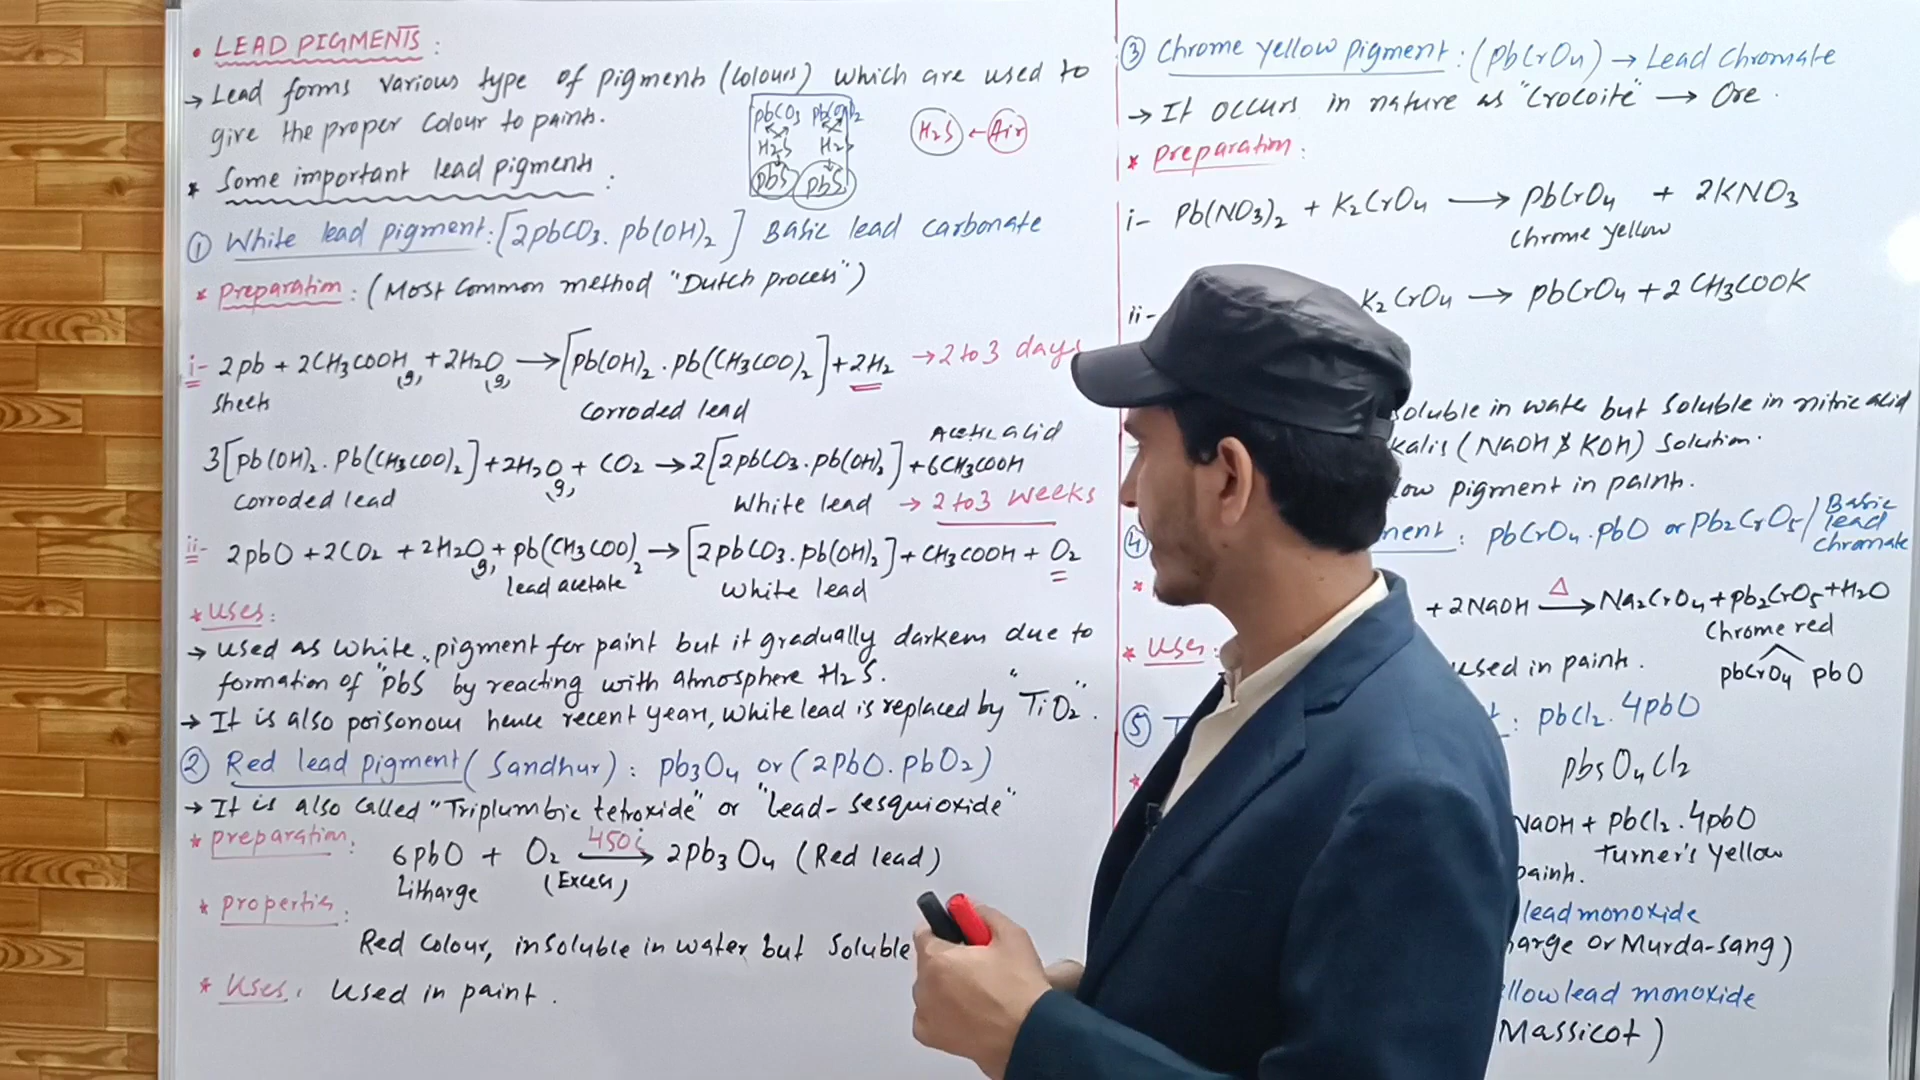 • LEAD PIGMENTS :
→ Lead forms various type of pigments (colours) which are used to
give the proper colour to paints.
PbCO3 Pb(OH)2
H2S H2S
PbS PbS
H2S ← Air
* Some important lead pigments :
① White lead pigment : [2PbCO3 . Pb(OH)2] Basic lead carbonate
* Preparation : (Most common method "Dutch process")
i- 2Pb + 2CH3COOH(g) + 2H2O(g) → [Pb(OH)2 . Pb(CH3COO)2] + 2H2 → 2 to 3 days
Sheets Corroded lead
Acetic acid
3[Pb(OH)2 . Pb(CH3COO)2] + 2H2O(g) + CO2 → 2[2PbCO3 . Pb(OH)2] + 6CH3COOH
Corroded lead White lead → 2 to 3 weeks
ii- 2PbO + 2CO2 + 2H2O(g) + Pb(CH3COO)2 → [2PbCO3 . Pb(OH)2] + CH3COOH + O2
lead acetate White lead
* Uses :
→ Used as white pigment for paint but it gradually darkens due to
formation of "PbS" by reacting with atmosphere H2S.
→ It is also poisonous hence recent years, white lead is replaced by "TiO2".
② Red lead pigment (Sandhur) : Pb3O4 or (2PbO . PbO2)
→ It is also called "Triplumbic tetroxide" or "lead-sesquioxide"
* preparation :
6PbO + O2 450 → 2Pb3O4 (Red lead)
Litharge (Excess)
* properties :
Red colour, insoluble in water but soluble
* Uses : Used in paint .
③ Chrome yellow pigment : (PbCrO4) → Lead Chromate
→ It occurs in nature as "Crocoite" → Ore .
* preparation :
i- Pb(NO3)2 + K2CrO4 → PbCrO4 + 2KNO3
Chrome yellow
ii- K2CrO4 → PbCrO4 + 2CH3COOK
soluble in water but soluble in nitric acid
kalis (NaOH & KOH) solution .
low pigment in paints.
④ ment : PbCrO4 . PbO or Pb2CrO5 / Basic lead chromate
+ 2NaOH Δ → Na2CrO4 + Pb2CrO5 + H2O
Chrome red
PbCrO4 PbO
* Uses : used in paint .
⑤ T : PbCl2 . 4PbO
Pb5O4Cl2
NaOH + PbCl2 . 4PbO
Turner's yellow
paint.
lead monoxide
harge or Murda-sang)
llow lead monoxide
Massicot)